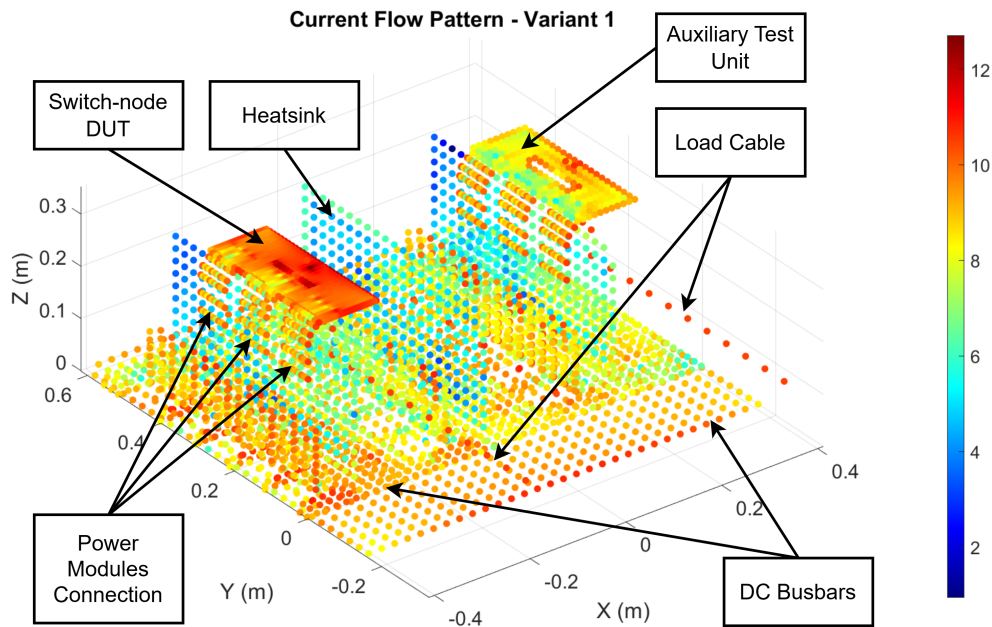 Current Flow Pattern - Variant 1
Auxiliary Test
Unit
Switch-node
DUT
Heatsink
Load Cable
12
10
8
6
4
2
0.3
0.2
0.1
0
Z (m)
0.6
0.4
0.2
0
-0.2
Y (m)
-0.4
-0.2
0
0.2
0.4
X (m)
Power
Modules
Connection
DC Busbars